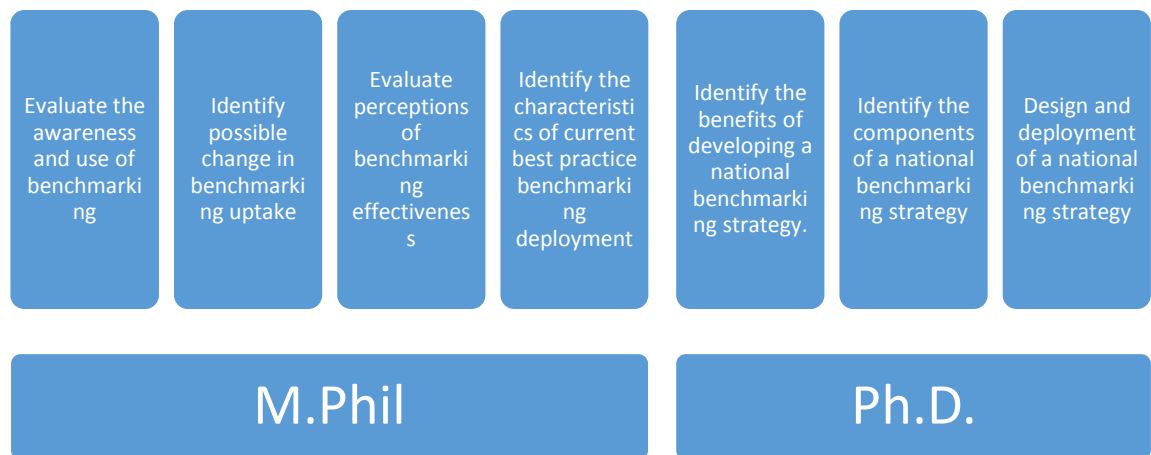 Evaluate the
awareness
and use of
benchmarki
ng
Identify
possible
change in
benchmarki
ng uptake
Evaluate
perceptions
of
benchmarki
ng
effectivenes
s
Identify the
characteristi
cs of current
best practice
benchmarki
ng
deployment
Identify the
benefits of
developing a
national
benchmarki
ng strategy.
Identify the
components
of a national
benchmarki
ng strategy
Design and
deployment
of a national
benchmarki
ng strategy
M.Phil
Ph.D.